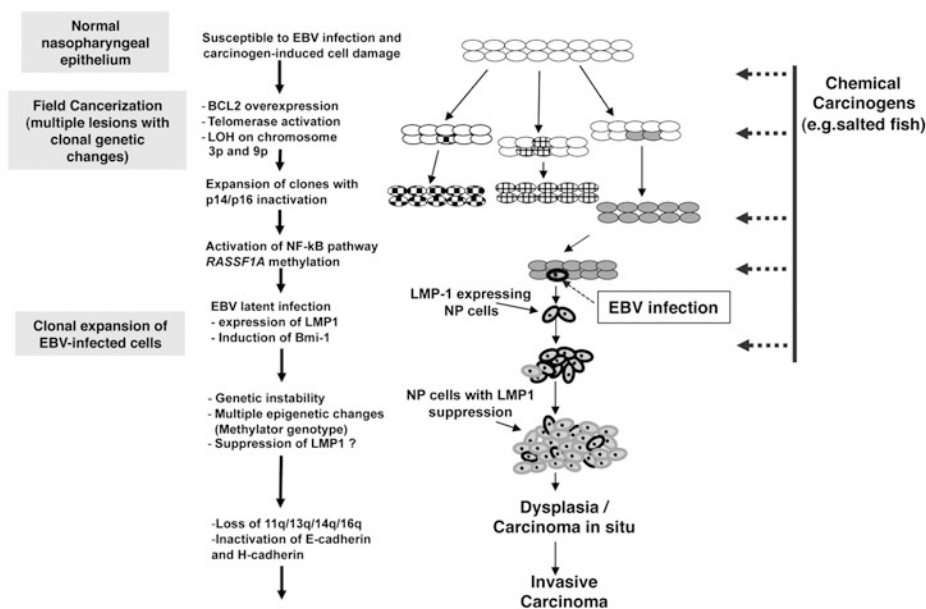 Normal
nasopharyngeal
epithelium
Susceptible to EBV infection and
carcinogen-induced cell damage
Field Cancerization
(multiple lesions with
clonal genetic
changes)
- BCL2 overexpression
- Telomerase activation
- LOH on chromosome
3p and 9p
Expansion of clones with
p14/p16 inactivation
Activation of NF-kB pathway
RASSF1A methylation
Clonal expansion of
EBV-infected cells
EBV latent infection
- expression of LMP1
- Induction of Bmi-1
- Genetic instability
- Multiple epigenetic changes
(Methylator genotype)
- Suppression of LMP1 ?
-Loss of 11q/13q/14q/16q
-Inactivation of E-cadherin
and H-cadherin
LMP-1 expressing
NP cells
EBV infection
NP cells with LMP1
suppression
Dysplasia /
Carcinoma in situ
Invasive
Carcinoma
Chemical
Carcinogens
(e.g.salted fish)